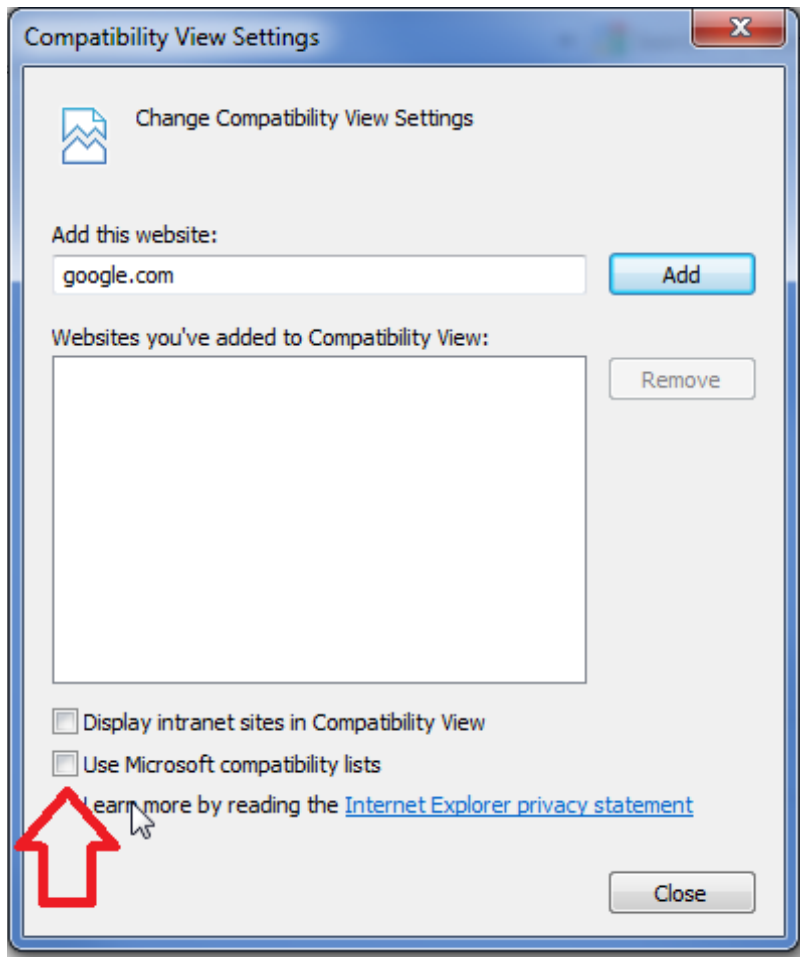 Compatibility View Settings
Change Compatibility View Settings
Add this website:
google.com
Add
Websites you've added to Compatibility View:
Remove
Display intranet sites in Compatibility View
Use Microsoft compatibility lists
Learn more by reading the Internet Explorer privacy statement
Close